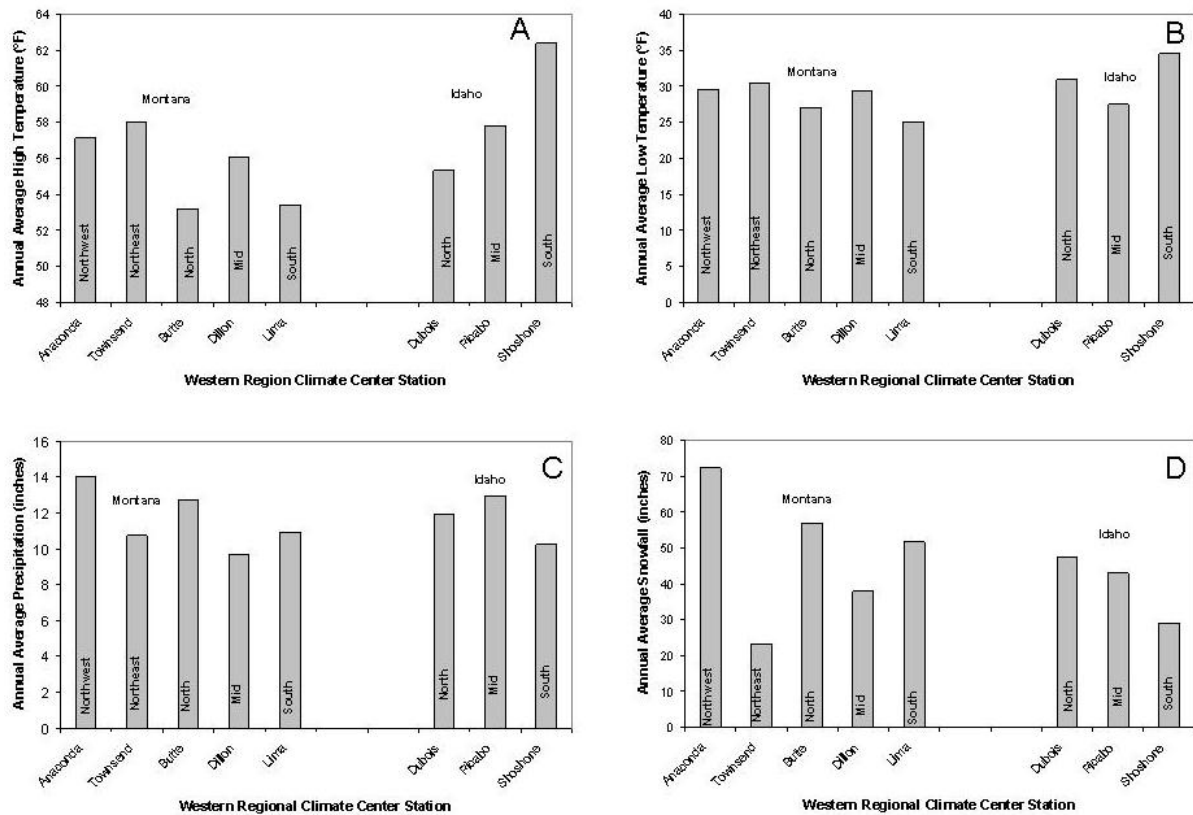 A
Annual Average High Temperature (°F)
64
62
60
58
56
54
52
50
48
Montana
Idaho
Northwest
Northeast
North
Mid
South
North
Mid
South
Anaconda
Townsend
Butte
Dillon
Lima
Dubois
Picabo
Shoshone
Western Region Climate Center Station
B
Annual Average Low Temperature (°F)
40
35
30
25
20
15
10
5
0
Montana
Idaho
Northwest
Northeast
North
Mid
South
North
Mid
South
Anaconda
Townsend
Butte
Dillon
Lima
Dubois
Picabo
Shoshone
Western Regional Climate Center Station
C
Annual Average Precipitation (inches)
16
14
12
10
8
6
4
2
0
Montana
Idaho
Northwest
Northeast
North
Mid
South
North
Mid
South
Anaconda
Townsend
Butte
Dillon
Lima
Dubois
Picabo
Shoshone
Western Regional Climate Center Station
D
Annual Average Snowfall (inches)
80
70
60
50
40
30
20
10
0
Montana
Idaho
Northwest
Northeast
North
Mid
South
North
Mid
South
Anaconda
Townsend
Butte
Dillon
Lima
Dubois
Picabo
Shoshone
Western Regional Climate Center Station